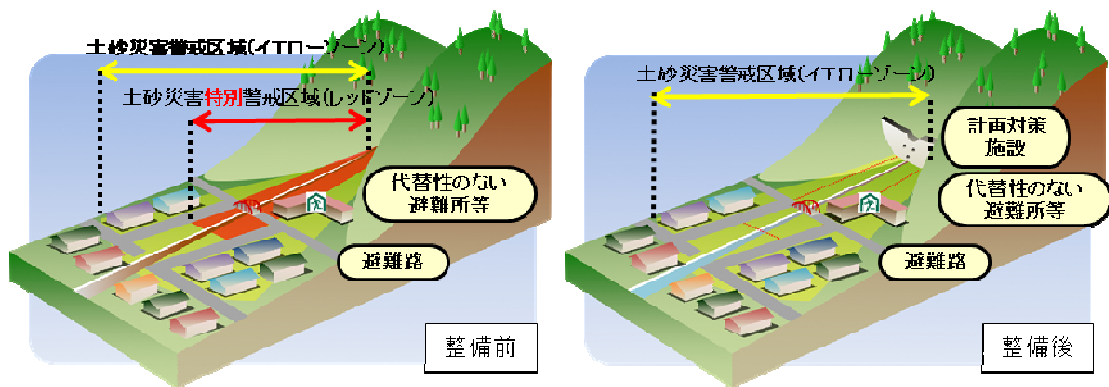 土砂災害警戒区域(イエローゾーン)
土砂災害特別警戒区域(レッドゾーン)
代替性のない
避難所等
避難路
整備前
土砂災害警戒区域(イエローゾーン)
計画対策
施設
代替性のない
避難所等
避難路
整備後